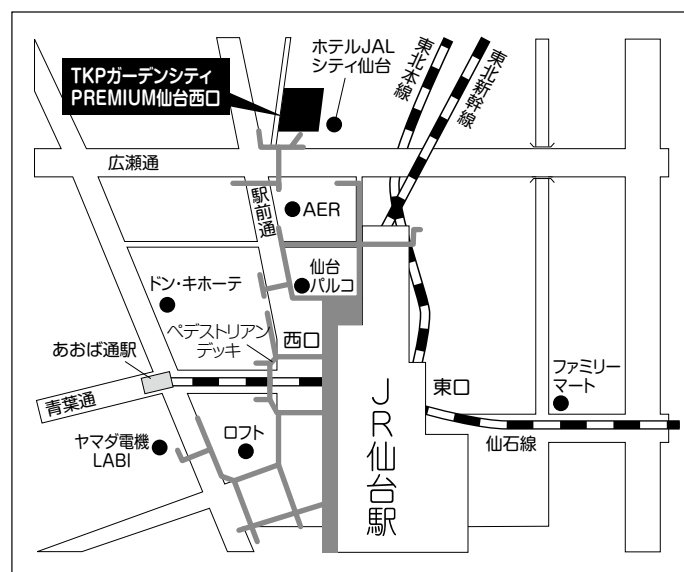 TKPガーデンシティ
PREMIUM仙台西口
ホテルJAL
シティ仙台
東北本線
東北新幹線
広瀬通
駅前通
AER
仙台
パルコ
ドン・キホーテ
ペデストリアン
デッキ
西口
あおば通駅
青葉通
ヤマダ電機
LABI
ロフト
JR仙台駅
東口
ファミリー
マート
仙石線